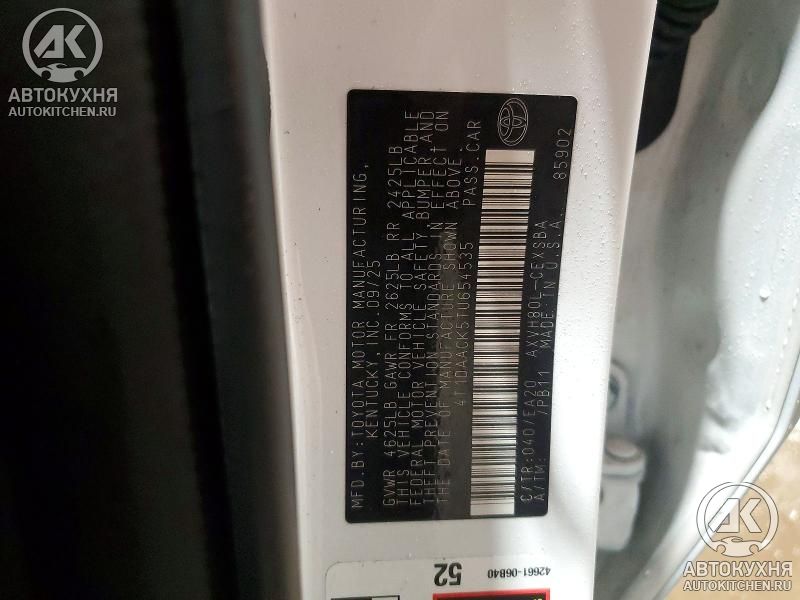 АВТОКУХНЯ
AUTOKITCHEN.RU
MFD.BY:TOYOTA MOTOR MANUFACTURING,
KENTUCKY, INC.09/25
GVWR 4625LB GAWR FR 2625LB RR 2425LB
THIS VEHICLE CONFORMS TO ALL APPLICABLE
FEDERAL MOTOR VEHICLE SAFETY, BUMPER AND
THEFT PREVENTION STANDARDS IN EFFECT ON
THE DATE OF MANUFACTURE SHOWN ABOVE.
4T1DAACK5TU654535 PASS.CAR
C/TR:040/EA20 AXVH80L-CEXSBA
A/TM: /PB11 MADE IN U.S.A. 85902
52
42661-06B40
АВТОКУХНЯ
AUTOKITCHEN.RU